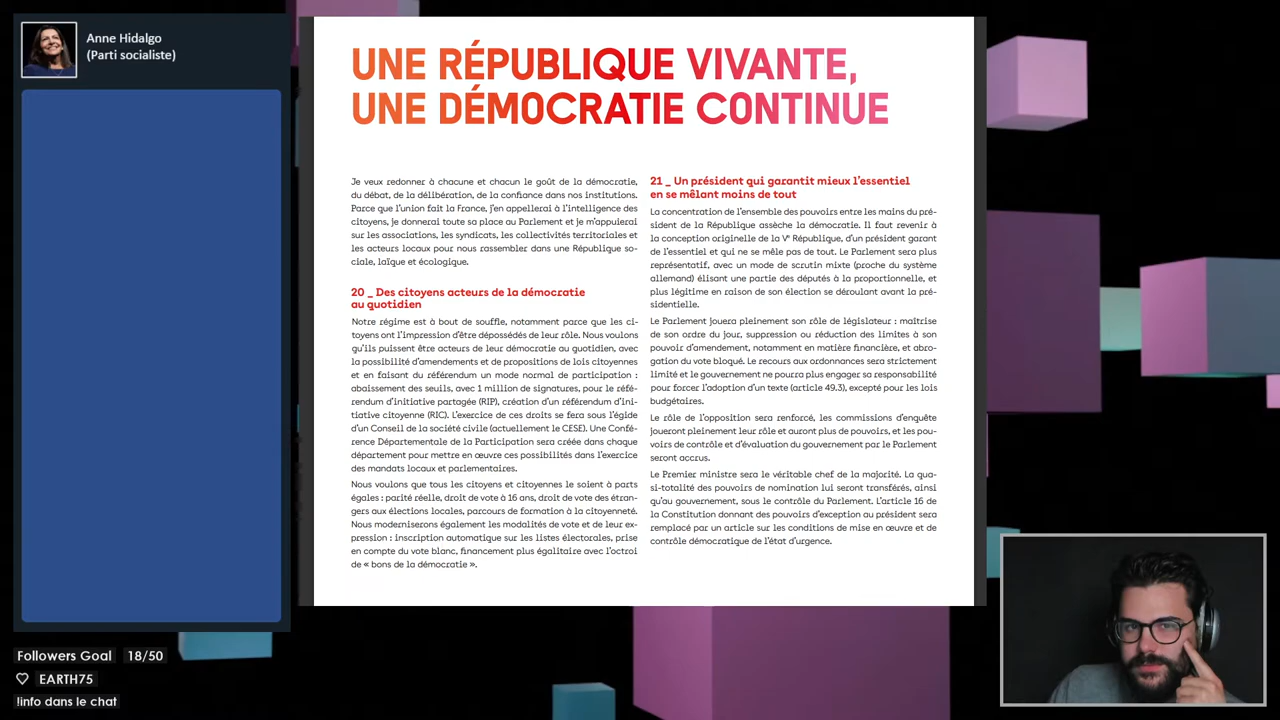 Anne Hidalgo
(Parti socialiste)
UNE RÉPUBLIQUE VIVANTE,
UNE DÉMOCRATIE CONTINUE
Je veux redonner à chacune et chacun le goût de la démocratie,
du débat, de la délibération, de la confiance dans nos institutions.
Parce que l'union fait la France, j'en appellerai à l'intelligence des
citoyens, je donnerai toute sa place au Parlement et je m'appuierai
sur les associations, les syndicats, les collectivités territoriales et
les acteurs locaux pour nous rassembler dans une République so-
ciale, laïque et écologique.
20 _ Des citoyens acteurs de la démocratie
au quotidien
Notre régime est à bout de souffle, notamment parce que les ci-
toyens ont l'impression d'être dépossédés de leur rôle. Nous voulons
qu'ils puissent être acteurs de leur démocratie au quotidien, avec
la possibilité d'amendements et de propositions de lois citoyennes
et en faisant du référendum un mode normal de participation :
abaissement des seuils, avec 1 million de signatures, pour le réfé-
rendum d'initiative partagée (RIP), création d'un référendum d'ini-
tiative citoyenne (RIC). L'exercice de ces droits se fera sous l'égide
d'un Conseil de la société civile (actuellement le CESE). Une Confé-
rence Départementale de la Participation sera créée dans chaque
département pour mettre en œuvre ces possibilités dans l'exercice
des mandats locaux et parlementaires.
Nous voulons que tous les citoyens et citoyennes le soient à parts
égales : parité réelle, droit de vote à 16 ans, droit de vote des étran-
gers aux élections locales, parcours de formation à la citoyenneté.
Nous moderniserons également les modalités de vote et de leur ex-
pression : inscription automatique sur les listes électorales, prise
en compte du vote blanc, financement plus égalitaire avec l'octroi
de « bons de la démocratie ».
21 _ Un président qui garantit mieux l'essentiel
en se mêlant moins de tout
La concentration de l'ensemble des pouvoirs entre les mains du pré-
sident de la République assèche la démocratie. Il faut revenir à
la conception originelle de la Vᵉ République, d'un président garant
de l'essentiel et qui ne se mêle pas de tout. Le Parlement sera plus
représentatif, avec un mode de scrutin mixte (proche du système
allemand) élisant une partie des députés à la proportionnelle, et
plus légitime en raison de son élection se déroulant avant la pré-
sidentielle.
Le Parlement jouera pleinement son rôle de législateur : maîtrise
de son ordre du jour, suppression ou réduction des limites à son
pouvoir d'amendement, notamment en matière financière, et abro-
gation du vote bloqué. Le recours aux ordonnances sera strictement
limité et le gouvernement ne pourra plus engager sa responsabilité
pour forcer l'adoption d'un texte (article 49.3), excepté pour les lois
budgétaires.
Le rôle de l'opposition sera renforcé, les commissions d'enquête
joueront pleinement leur rôle et auront plus de pouvoirs, et les pou-
voirs de contrôle et d'évaluation du gouvernement par le Parlement
seront accrus.
Le Premier ministre sera le véritable chef de la majorité. La qua-
si-totalité des pouvoirs de nomination lui seront transférés, ainsi
qu'au gouvernement, sous le contrôle du Parlement. L'article 16 de
la Constitution donnant des pouvoirs d'exception au président sera
remplacé par un article sur les conditions de mise en œuvre et de
contrôle démocratique de l'état d'urgence.
Followers Goal 18/50
EARTH75
!info dans le chat